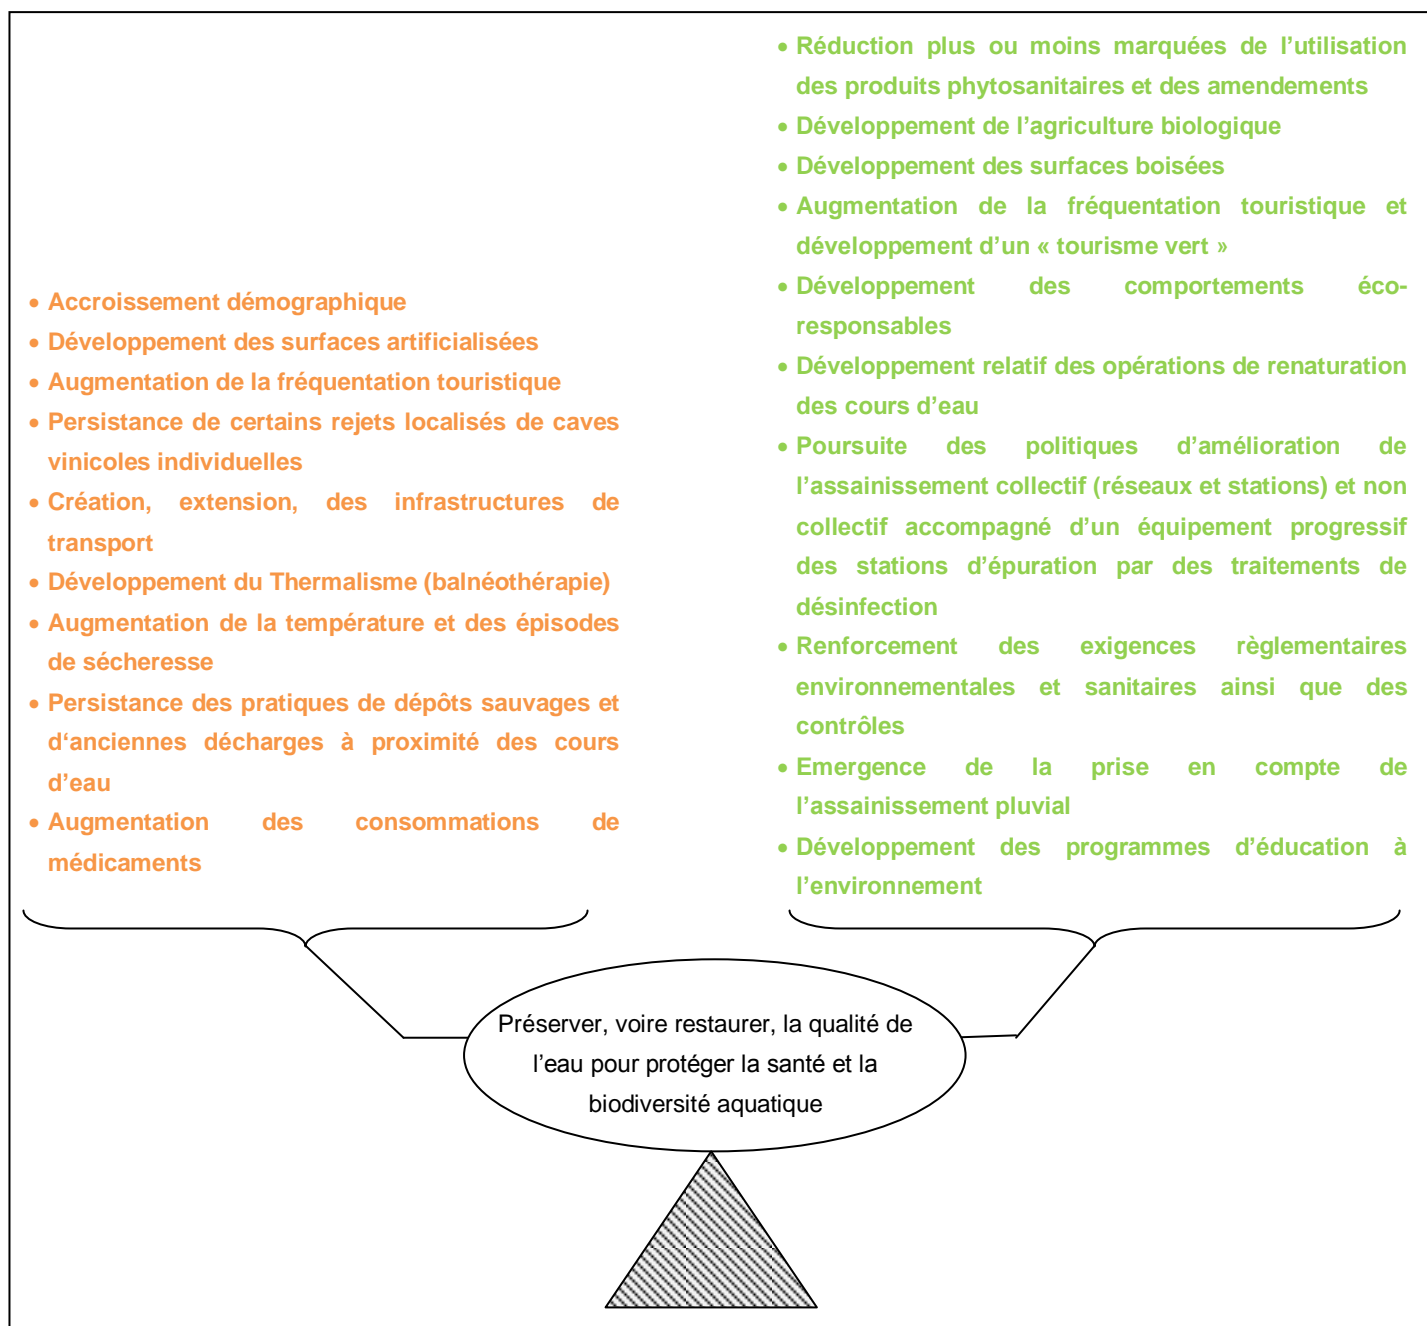 • Accroissement démographique
• Développement des surfaces artificialisées
• Augmentation de la fréquentation touristique
• Persistance de certains rejets localisés de caves
vinicoles individuelles
• Création, extension, des infrastructures de
transport
• Développement du Thermalisme (balnéothérapie)
• Augmentation de la température et des épisodes
de sécheresse
• Persistance des pratiques de dépôts sauvages et
d‘anciennes décharges à proximité des cours
d’eau
• Augmentation des consommations de
médicaments
• Réduction plus ou moins marquées de l’utilisation
des produits phytosanitaires et des amendements
• Développement de l’agriculture biologique
• Développement des surfaces boisées
• Augmentation de la fréquentation touristique et
développement d’un « tourisme vert »
• Développement des comportements éco-
responsables
• Développement relatif des opérations de renaturation
des cours d’eau
• Poursuite des politiques d’amélioration de
l’assainissement collectif (réseaux et stations) et non
collectif accompagné d’un équipement progressif
des stations d’épuration par des traitements de
désinfection
• Renforcement des exigences règlementaires
environnementales et sanitaires ainsi que des
contrôles
• Emergence de la prise en compte de
l’assainissement pluvial
• Développement des programmes d’éducation à
l’environnement
Préserver, voire restaurer, la qualité de
l’eau pour protéger la santé et la
biodiversité aquatique